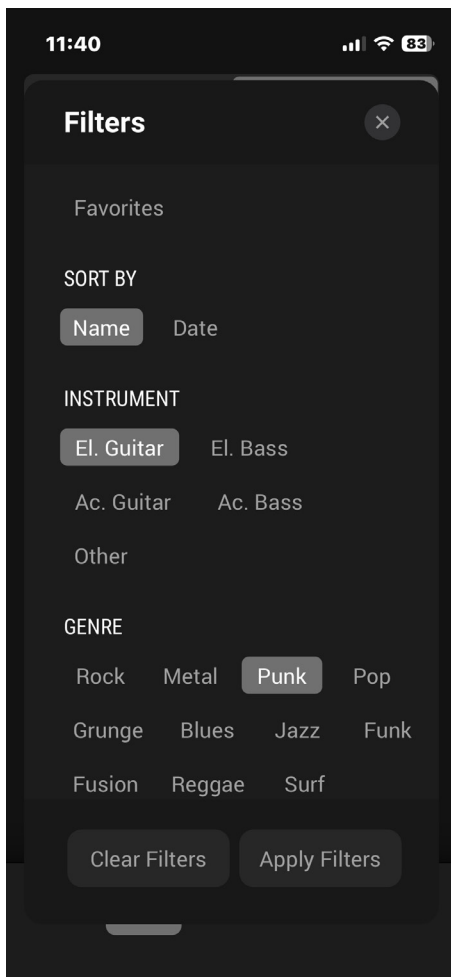 11:40 83
Filters
Favorites
SORT BY
Name Date
INSTRUMENT
El. Guitar El. Bass
Ac. Guitar Ac. Bass
Other
GENRE
Rock Metal Punk Pop
Grunge Blues Jazz Funk
Fusion Reggae Surf
Clear Filters Apply Filters